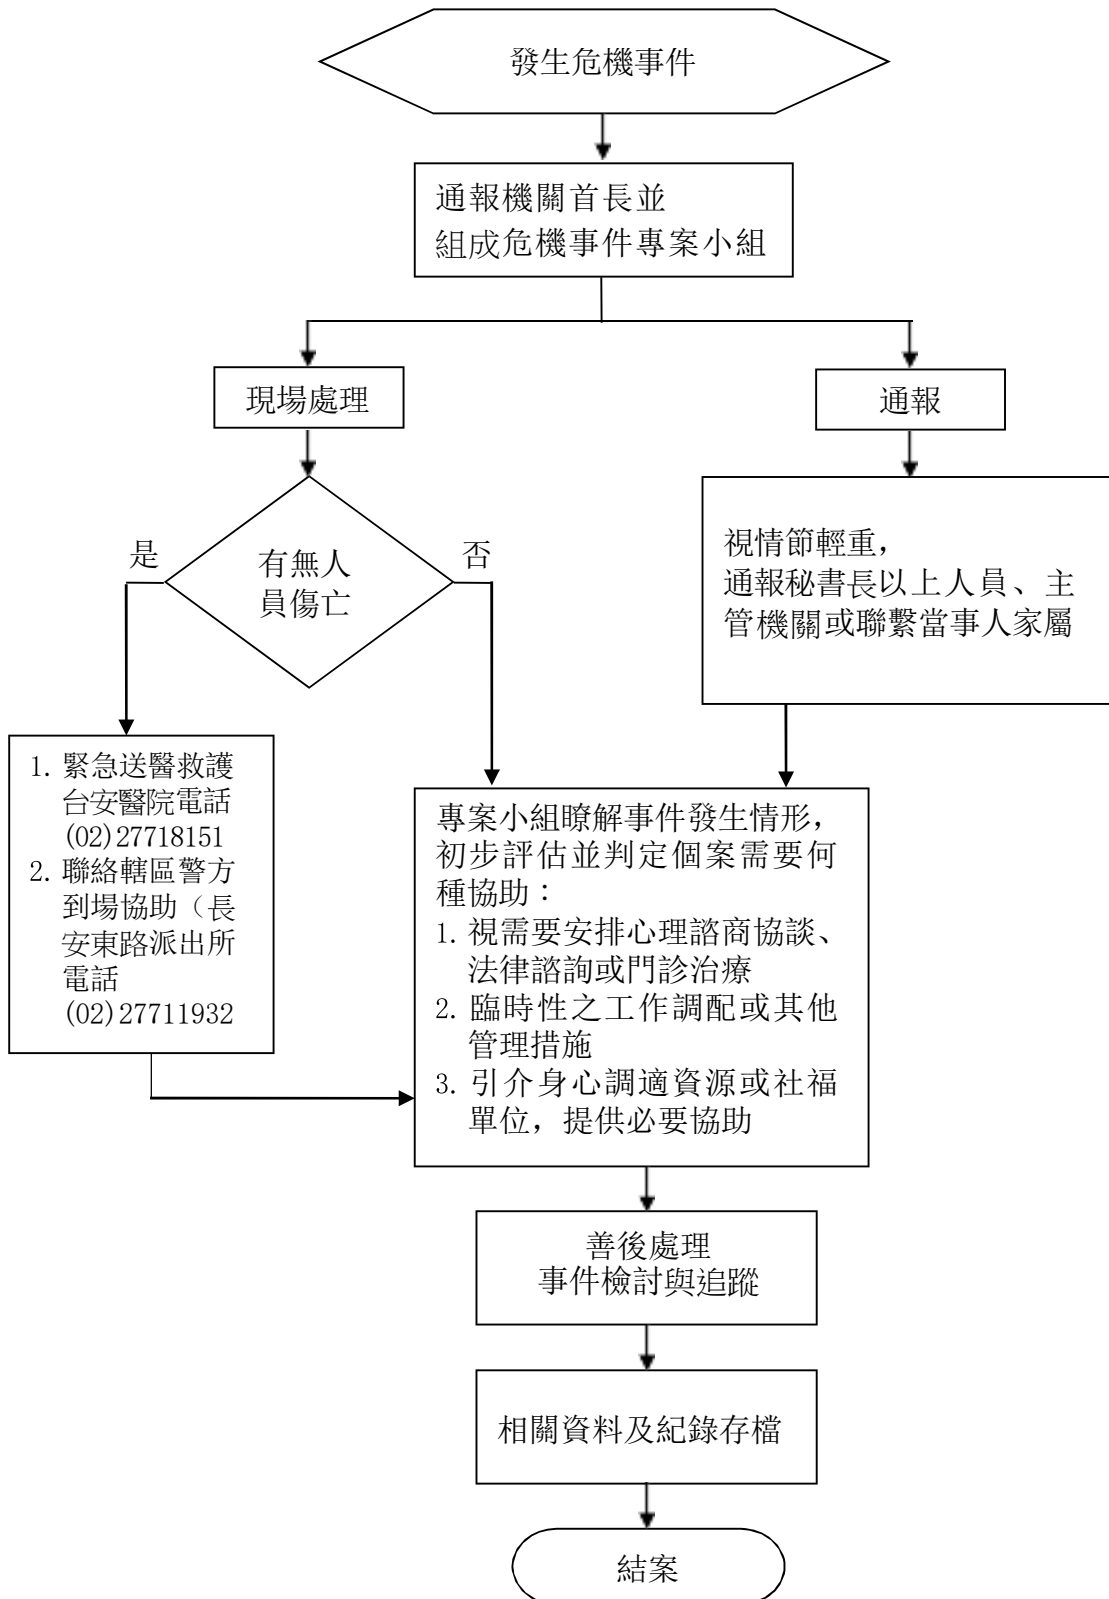 發生危機事件
通報機關首長並
組成危機事件專案小組
現場處理
通報
是
有無人
員傷亡
否
視情節輕重，
通報秘書長以上人員、主
管機關或聯繫當事人家屬
1. 緊急送醫救護
台安醫院電話
(02)27718151
2. 聯絡轄區警方
到場協助（長
安東路派出所
電話
(02)27711932
專案小組瞭解事件發生情形，
初步評估並判定個案需要何
種協助：
1. 視需要安排心理諮商協談、
法律諮詢或門診治療
2. 臨時性之工作調配或其他
管理措施
3. 引介身心調適資源或社福
單位，提供必要協助
善後處理
事件檢討與追蹤
相關資料及紀錄存檔
結案